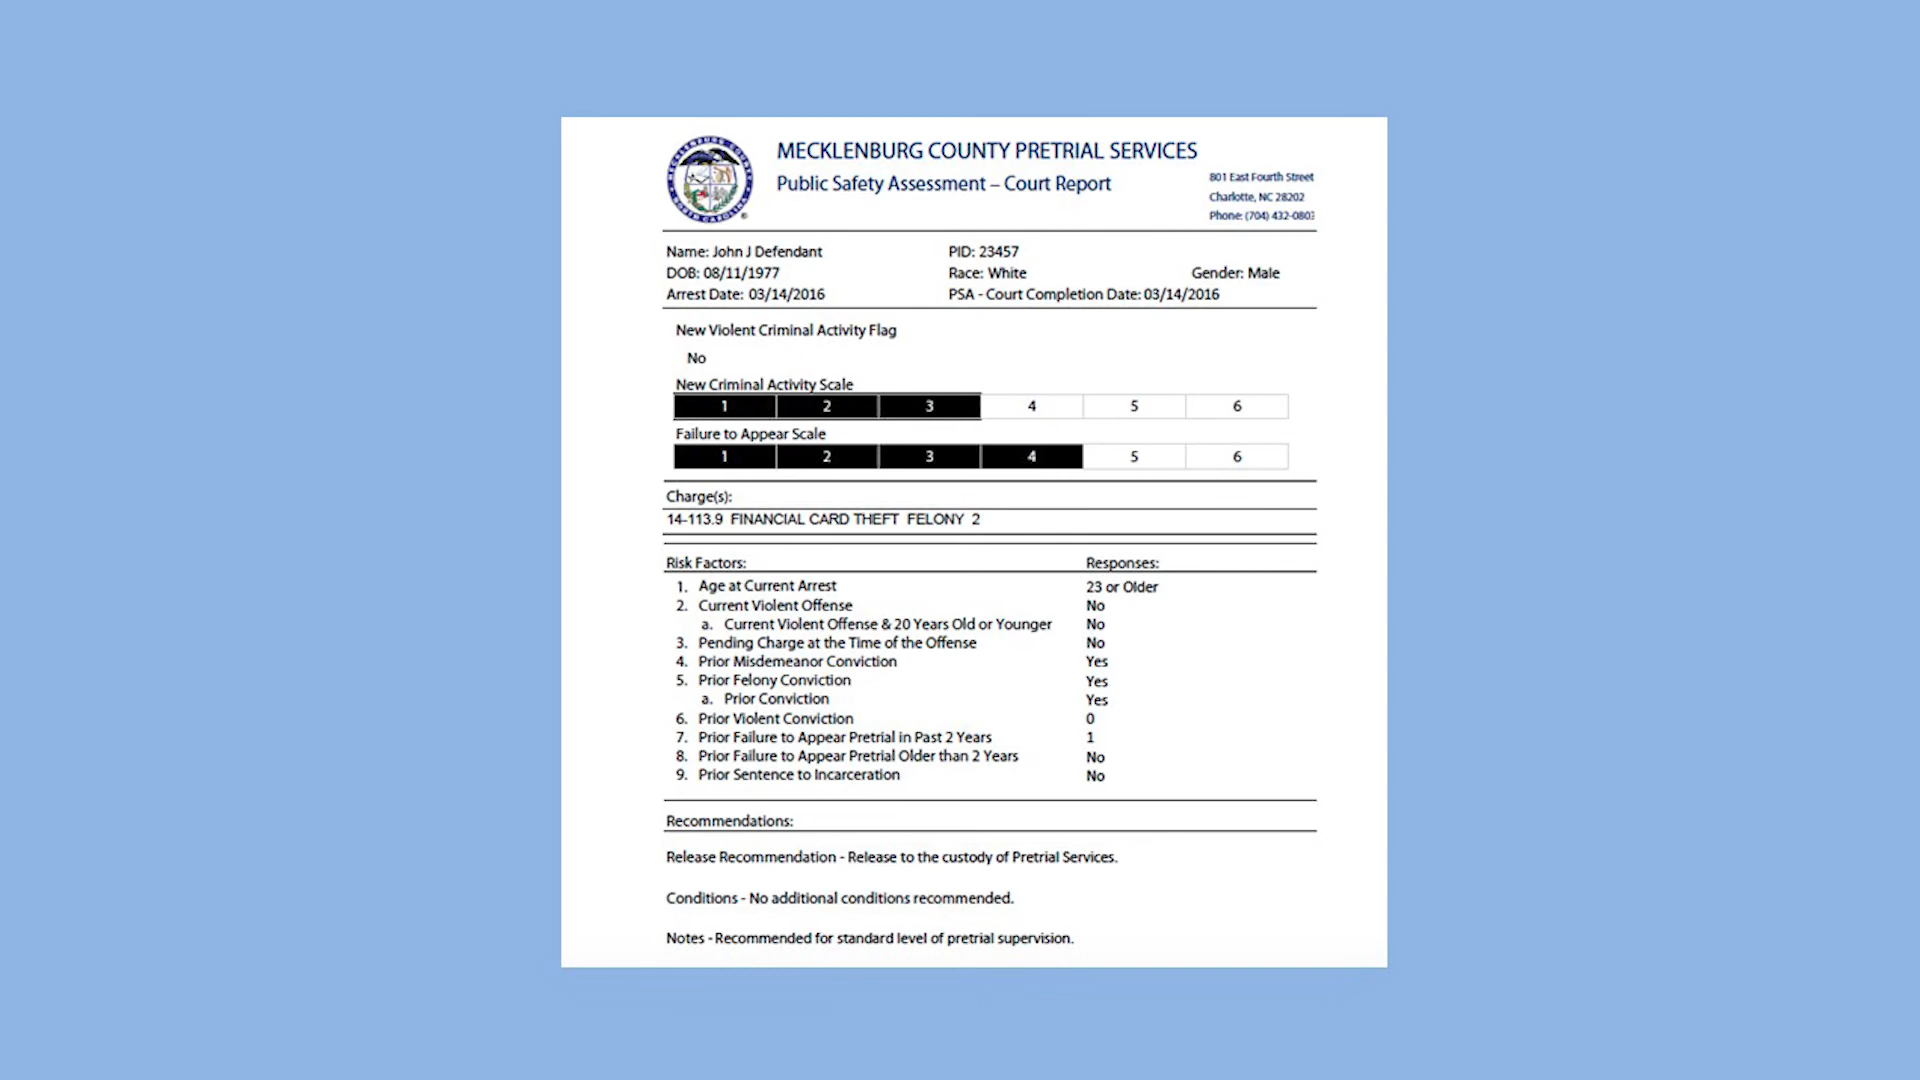 MECKLENBURG COUNTY PRETRIAL SERVICES
Public Safety Assessment – Court Report
801 East Fourth Street
Charlotte, NC 28202
Phone: (704) 432-0803
MECKLENBURG COUNTY
NORTH CAROLINA
®
Name: John J Defendant PID: 23457
DOB: 08/11/1977 Race: White Gender: Male
Arrest Date: 03/14/2016 PSA - Court Completion Date: 03/14/2016
New Violent Criminal Activity Flag
No
New Criminal Activity Scale
1 2 3 4 5 6
Failure to Appear Scale
1 2 3 4 5 6
Charge(s):
14-113.9 FINANCIAL CARD THEFT FELONY 2
Risk Factors: Responses:
1. Age at Current Arrest 23 or Older
2. Current Violent Offense No
a. Current Violent Offense & 20 Years Old or Younger No
3. Pending Charge at the Time of the Offense No
4. Prior Misdemeanor Conviction Yes
5. Prior Felony Conviction Yes
a. Prior Conviction Yes
6. Prior Violent Conviction 0
7. Prior Failure to Appear Pretrial in Past 2 Years 1
8. Prior Failure to Appear Pretrial Older than 2 Years No
9. Prior Sentence to Incarceration No
Recommendations:
Release Recommendation - Release to the custody of Pretrial Services.
Conditions - No additional conditions recommended.
Notes - Recommended for standard level of pretrial supervision.